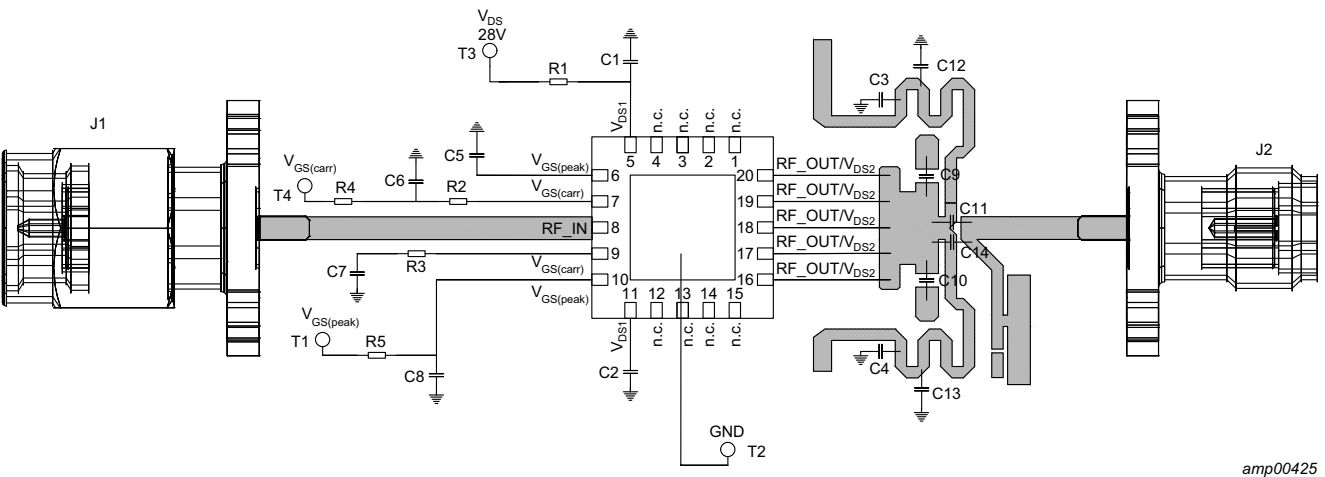 V_DS
28V
T3
R1
C1
C12
C3
J1
V_DS1
n.c.
n.c.
n.c.
n.c.
5
4
3
2
1
J2
C5
V_GS(peak)
6
20
RF_OUT/V_DS2
C9
V_GS(carr)
T4
R4
C6
R2
V_GS(carr)
7
19
RF_OUT/V_DS2
C11
RF_IN
8
18
RF_OUT/V_DS2
C14
C7
R3
9
17
RF_OUT/V_DS2
V_GS(carr)
10
16
RF_OUT/V_DS2
C10
V_GS(peak)
11
12
13
14
15
V_DS1
n.c.
n.c.
n.c.
n.c.
V_GS(peak)
T1
R5
C8
C2
C4
C13
GND
T2
amp00425